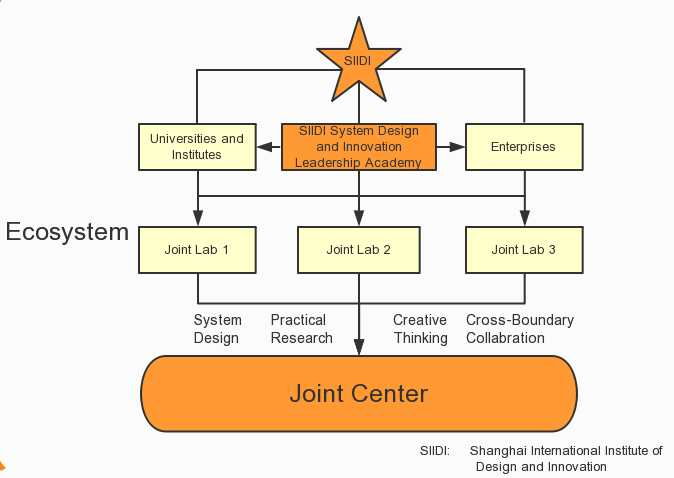 SIIDI
Universities and
Institutes
SIIDI System Design
and Innovation
Leadership Academy
Enterprises
Ecosystem
Joint Lab 1
Joint Lab 2
Joint Lab 3
System
Design
Practical
Research
Creative
Thinking
Cross-Boundary
Collabration
Joint Center
SIIDI: Shanghai International Institute of
Design and Innovation